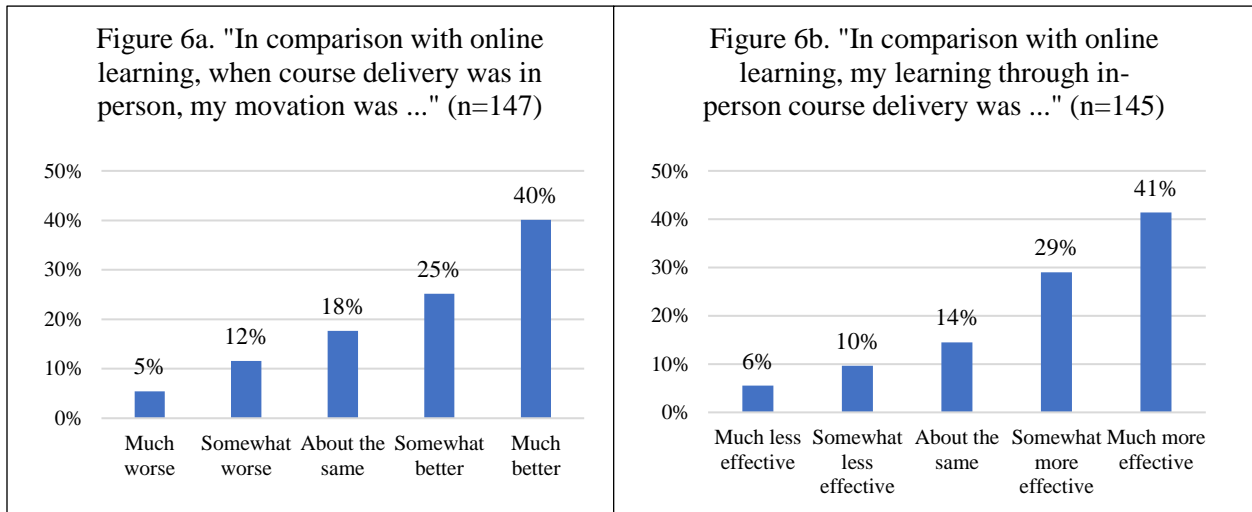 Figure 6a. "In comparison with online
learning, when course delivery was in
person, my movation was ..." (n=147)
50%
40%
30%
20%
10%
0%
5%
12%
18%
25%
40%
Much
worse
Somewhat
worse
About the
same
Somewhat
better
Much
better
Figure 6b. "In comparison with online
learning, my learning through in-
person course delivery was ..." (n=145)
50%
40%
30%
20%
10%
0%
6%
10%
14%
29%
41%
Much less
effective
Somewhat
less
effective
About the
same
Somewhat
more
effective
Much more
effective